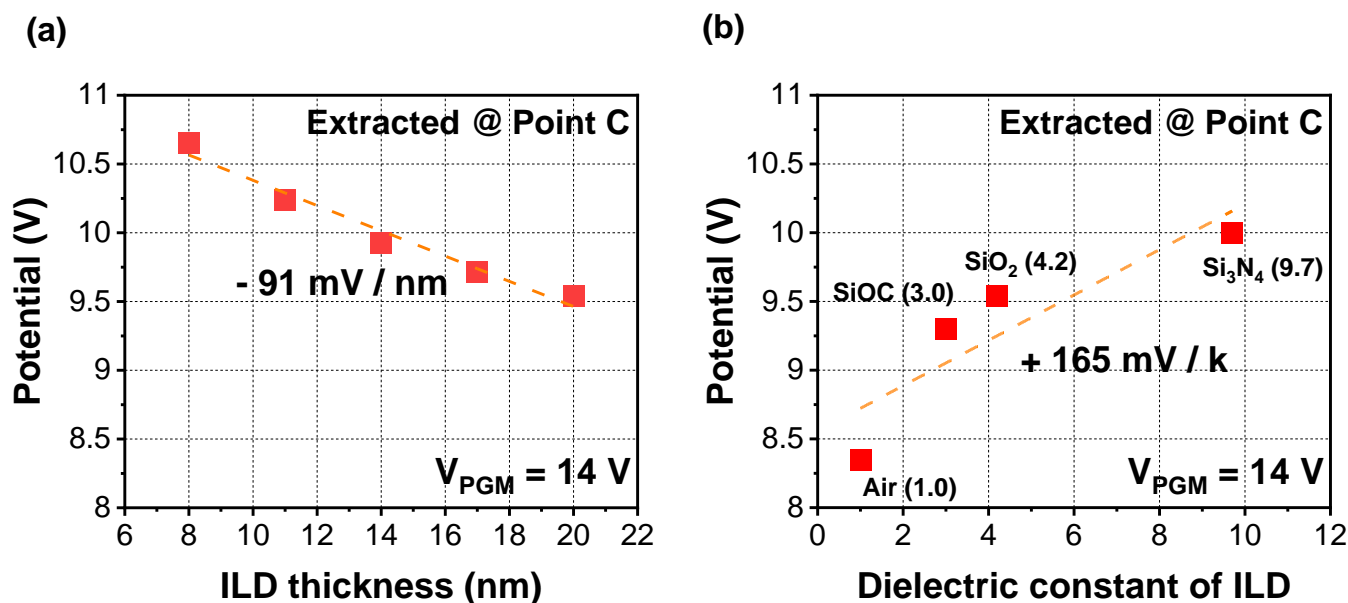 (a)
Extracted @ Point C
- 91 mV / nm
V_PGM = 14 V
Potential (V)
11
10.5
10
9.5
9
8.5
8
6 8 10 12 14 16 18 20 22
ILD thickness (nm)
(b)
Extracted @ Point C
SiO₂ (4.2)
SiOC (3.0)
Si₃N₄ (9.7)
+ 165 mV / k
Air (1.0)
V_PGM = 14 V
Potential (V)
11
10.5
10
9.5
9
8.5
8
0 2 4 6 8 10 12
Dielectric constant of ILD